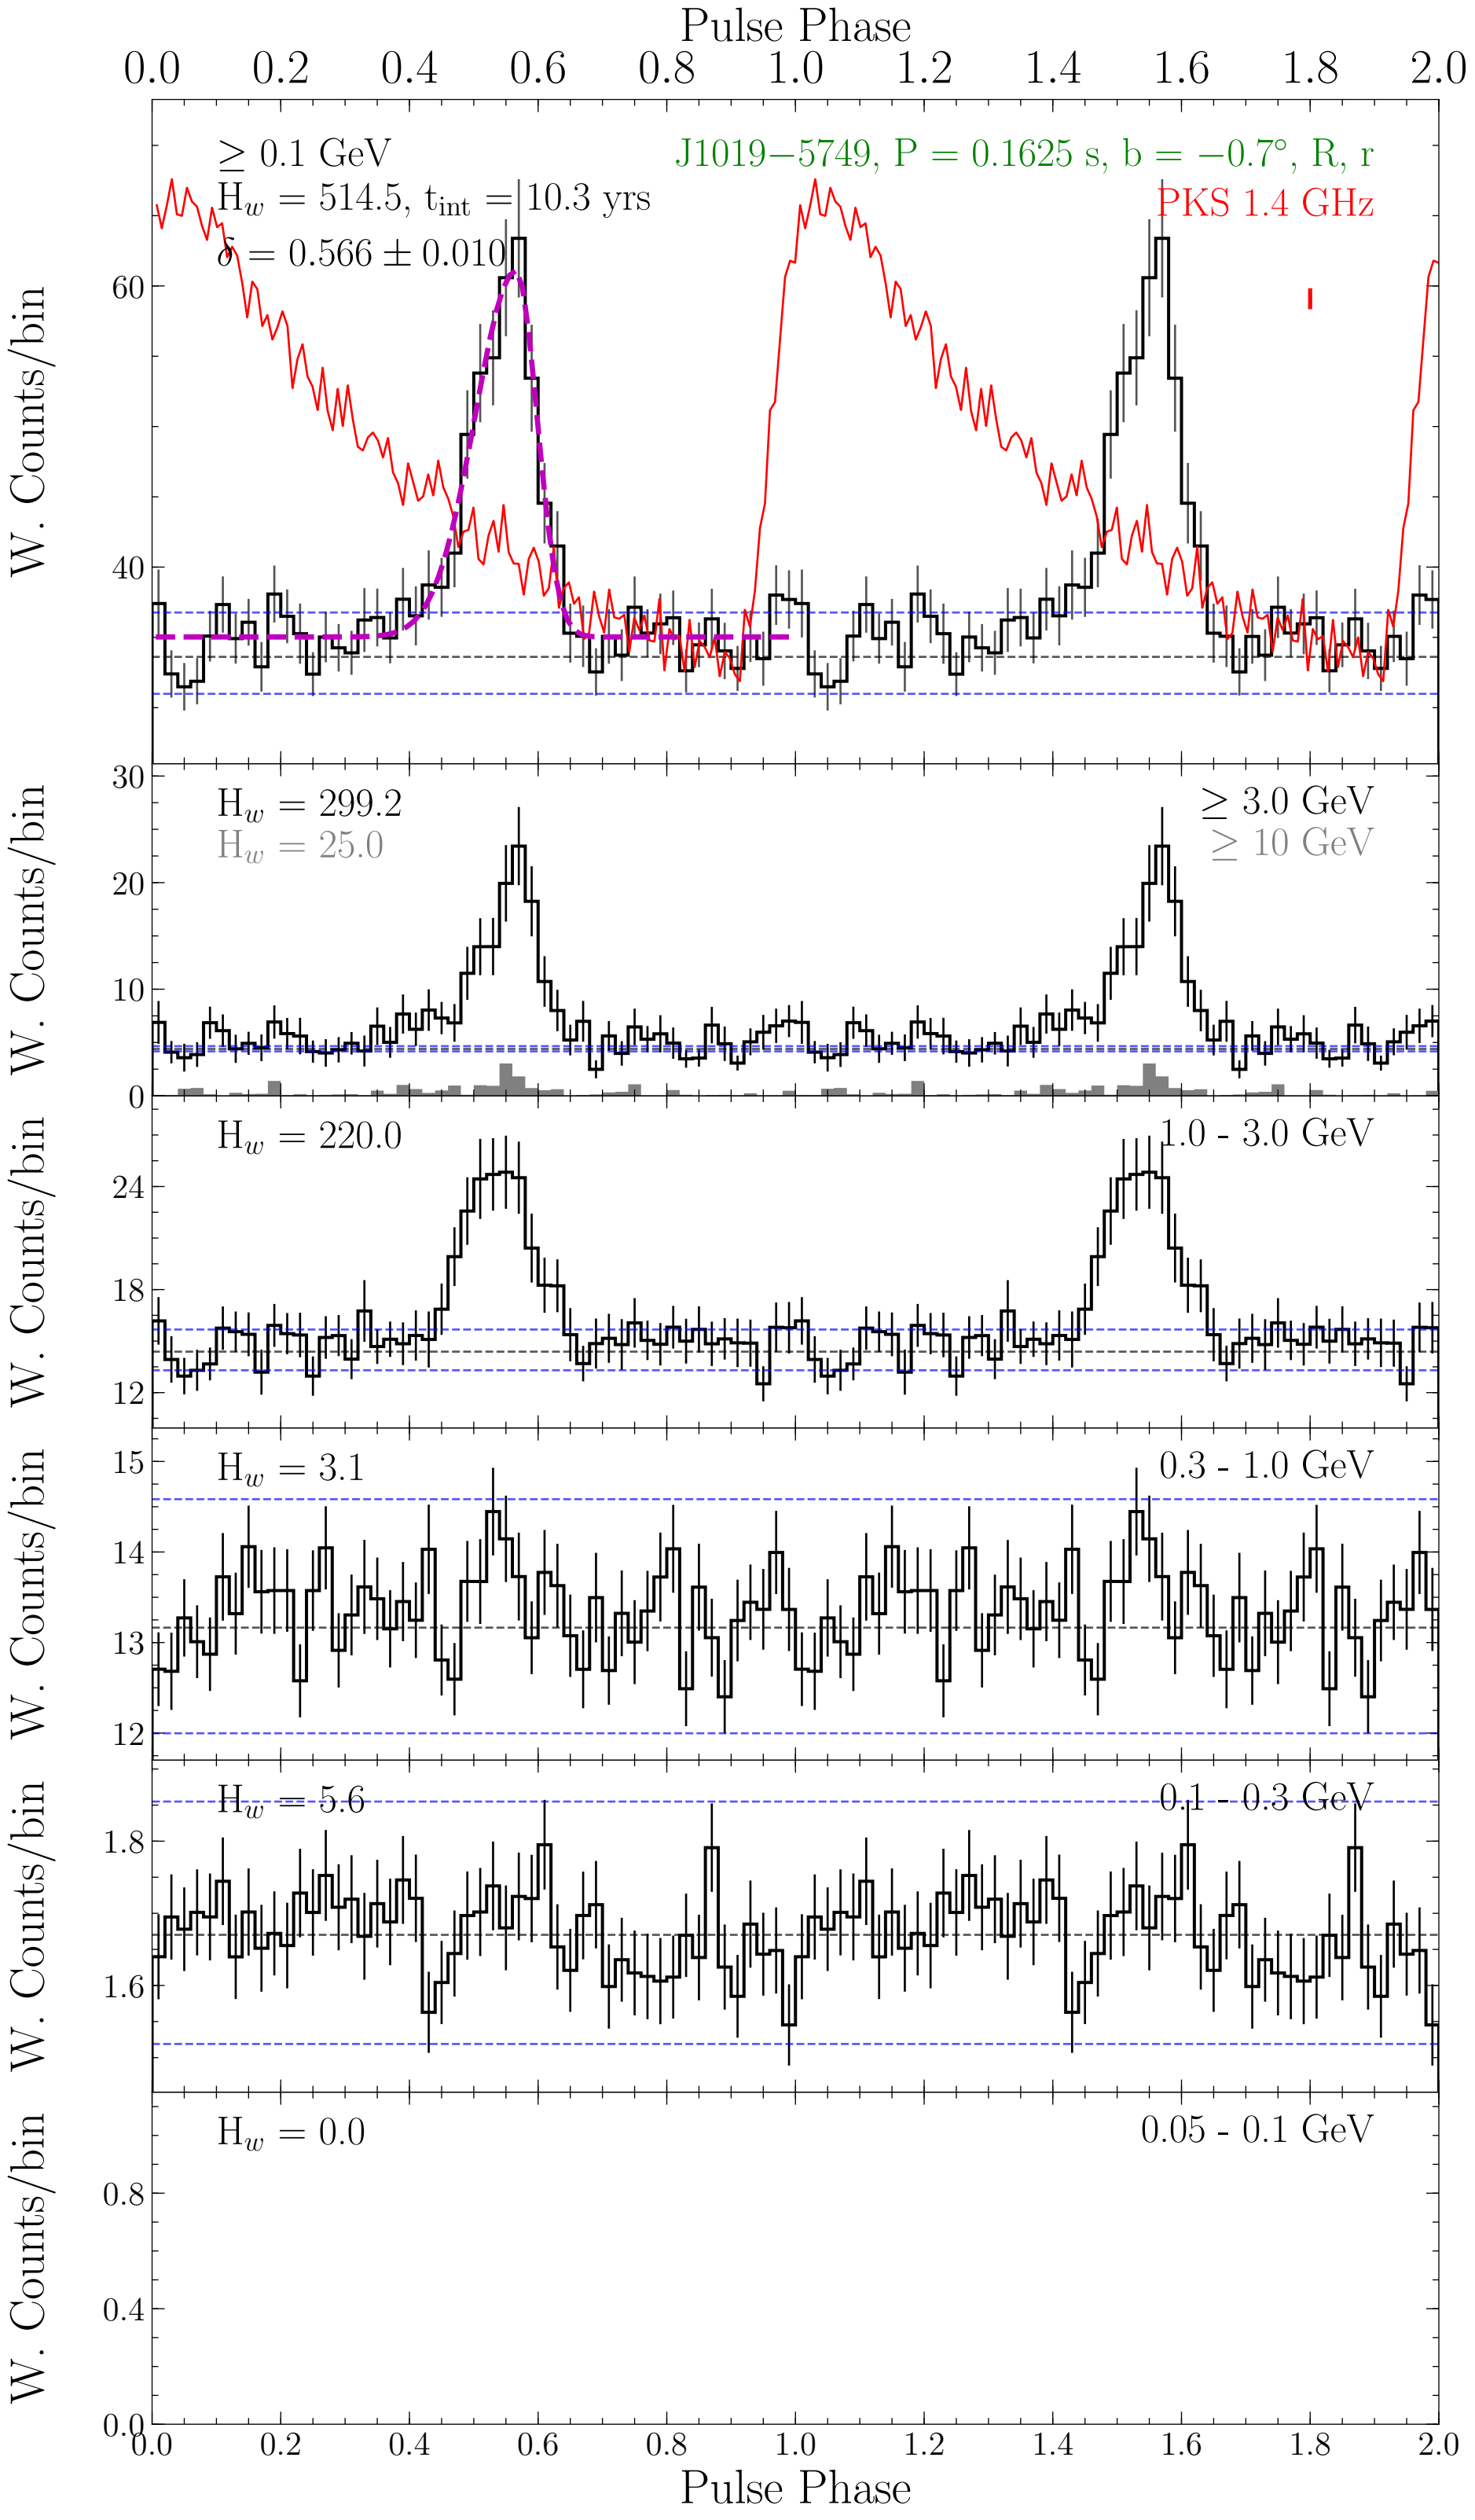 Pulse Phase
0.0 0.2 0.4 0.6 0.8 1.0 1.2 1.4 1.6 1.8 2.0
≥ 0.1 GeV
J1019−5749, P = 0.1625 s, b = −0.7°, R, r
H_w = 514.5, t_int = 10.3 yrs
PKS 1.4 GHz
δ = 0.566 ± 0.010
60
40
W. Counts/bin
30
H_w = 299.2
≥ 3.0 GeV
H_w = 25.0
≥ 10 GeV
20
10
0
W. Counts/bin
H_w = 220.0
1.0 - 3.0 GeV
24
18
12
W. Counts/bin
15
H_w = 3.1
0.3 - 1.0 GeV
14
13
12
W. Counts/bin
H_w = 5.6
0.1 - 0.3 GeV
1.8
1.6
W. Counts/bin
H_w = 0.0
0.05 - 0.1 GeV
0.8
0.4
0.0
W. Counts/bin
0.0 0.2 0.4 0.6 0.8 1.0 1.2 1.4 1.6 1.8 2.0
Pulse Phase